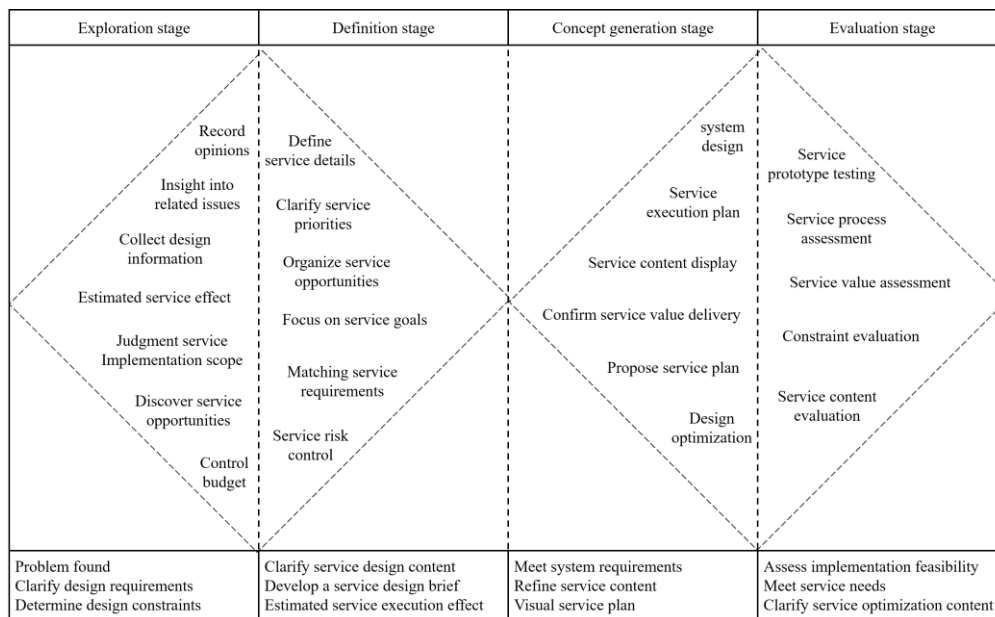 Exploration stage
Definition stage
Concept generation stage
Evaluation stage
Record
opinions
Insight into
related issues
Collect design
information
Estimated service effect
Judgment service
Implementation scope
Discover service
opportunities
Control
budget
Define
service details
Clarify service
priorities
Organize service
opportunities
Focus on service goals
Matching service
requirements
Service risk
control
system
design
Service
execution plan
Service content display
Confirm service value delivery
Propose service plan
Design
optimization
Service
prototype testing
Service process
assessment
Service value assessment
Constraint evaluation
Service content
evaluation
Problem found
Clarify design requirements
Determine design constraints
Clarify service design content
Develop a service design brief
Estimated service execution effect
Meet system requirements
Refine service content
Visual service plan
Assess implementation feasibility
Meet service needs
Clarify service optimization content